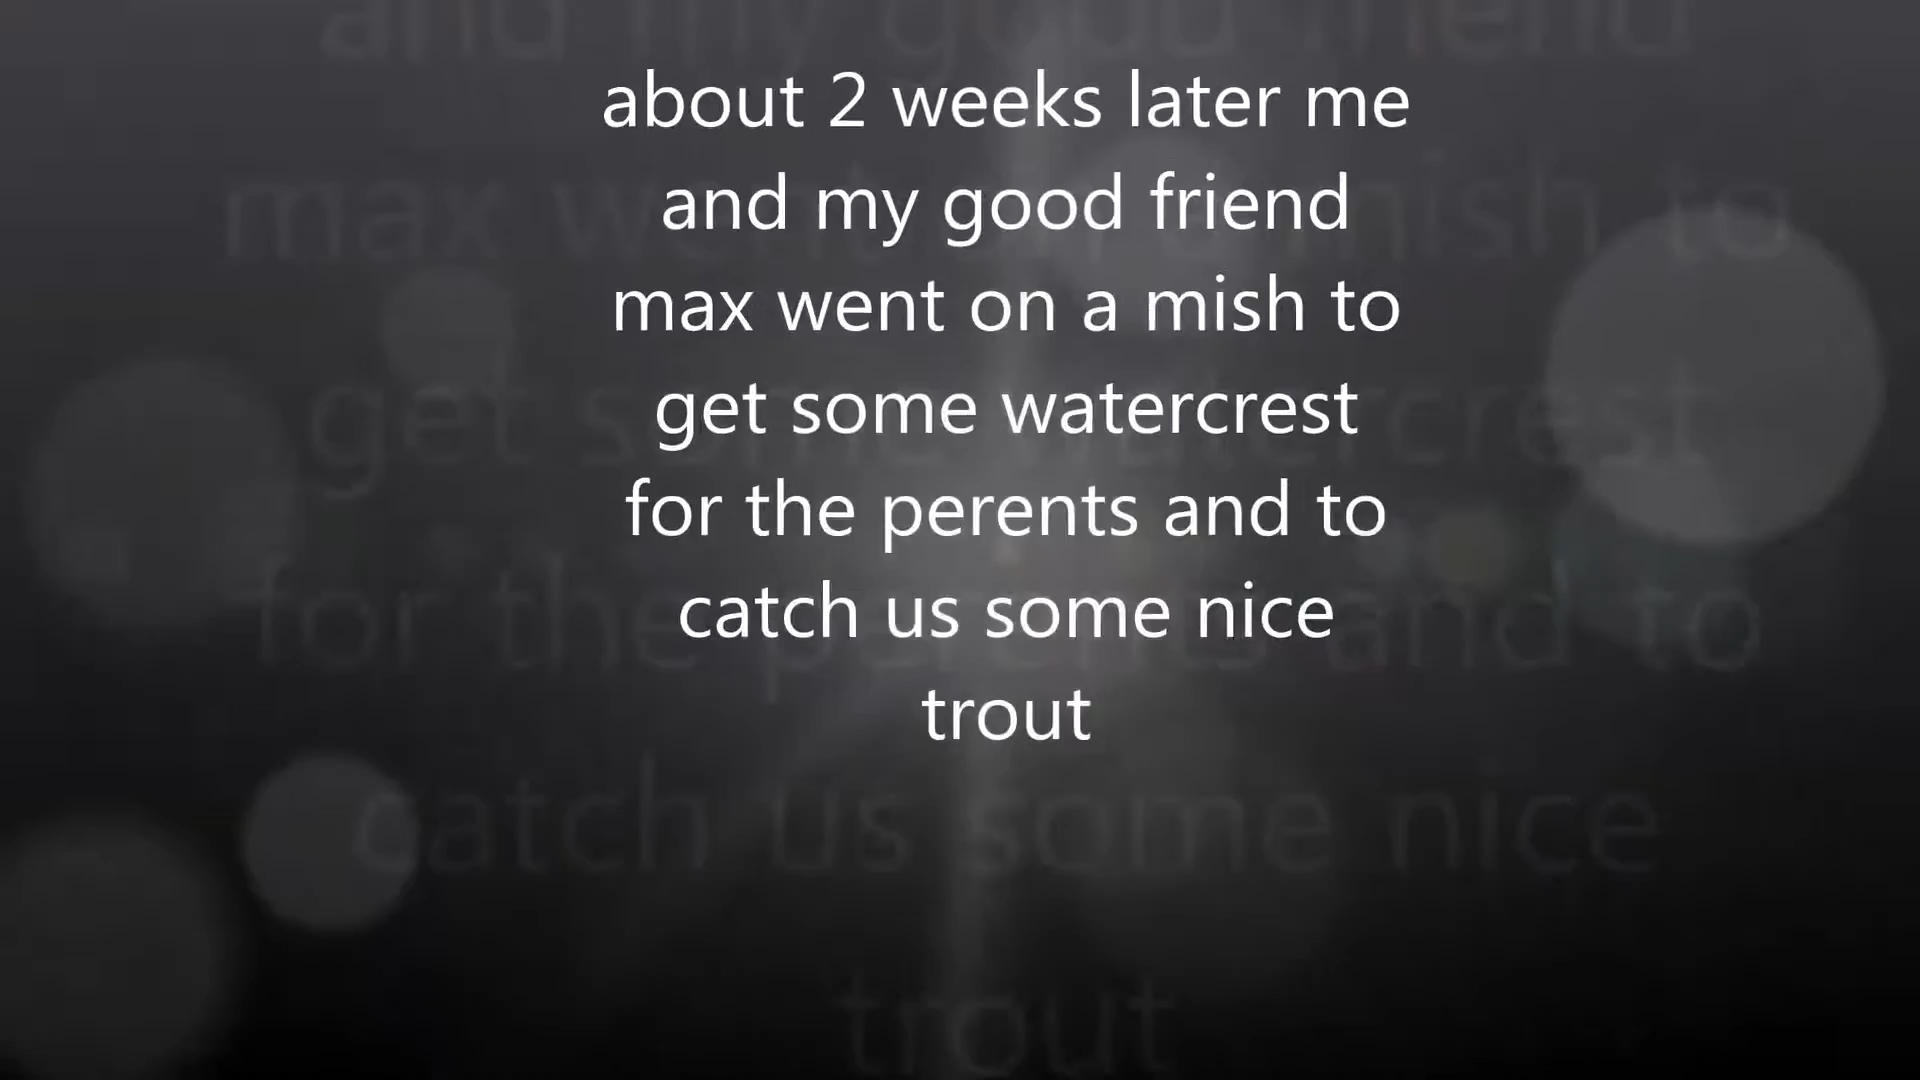 about 2 weeks later me
and my good friend
max went on a mish to
get some watercrest
for the perents and to
catch us some nice
trout